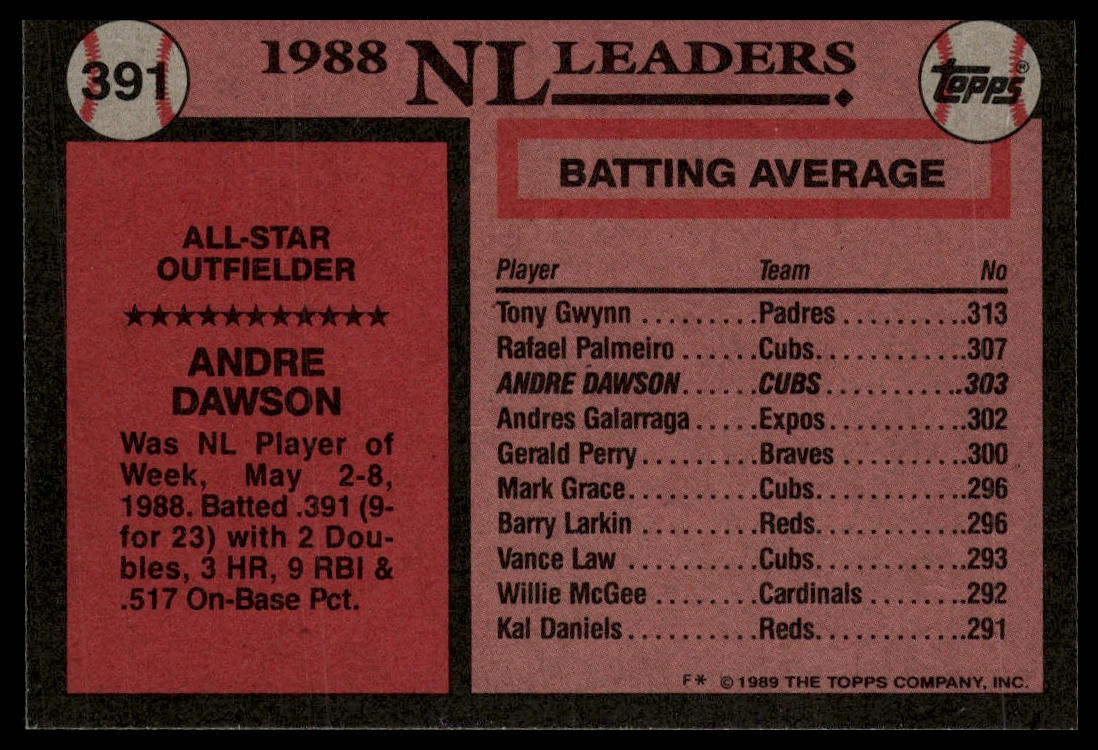 391
1988 NL LEADERS
Topps®
ALL-STAR
OUTFIELDER
★★★★★★★★★★★
ANDRE
DAWSON
Was NL Player of
Week, May 2-8,
1988. Batted .391 (9-
for 23) with 2 Dou-
bles, 3 HR, 9 RBI &
.517 On-Base Pct.
BATTING AVERAGE
Player Team No
Tony Gwynn ......... Padres ...........313
Rafael Palmeiro ...... Cubs.............307
ANDRE DAWSON...... CUBS ............303
Andres Galarraga ..... Expos............302
Gerald Perry ......... Braves ...........300
Mark Grace.......... Cubs.............296
Barry Larkin ......... Reds.............296
Vance Law .......... Cubs.............293
Willie McGee ........ Cardinals ........292
Kal Daniels.......... Reds.............291
F* © 1989 THE TOPPS COMPANY, INC.